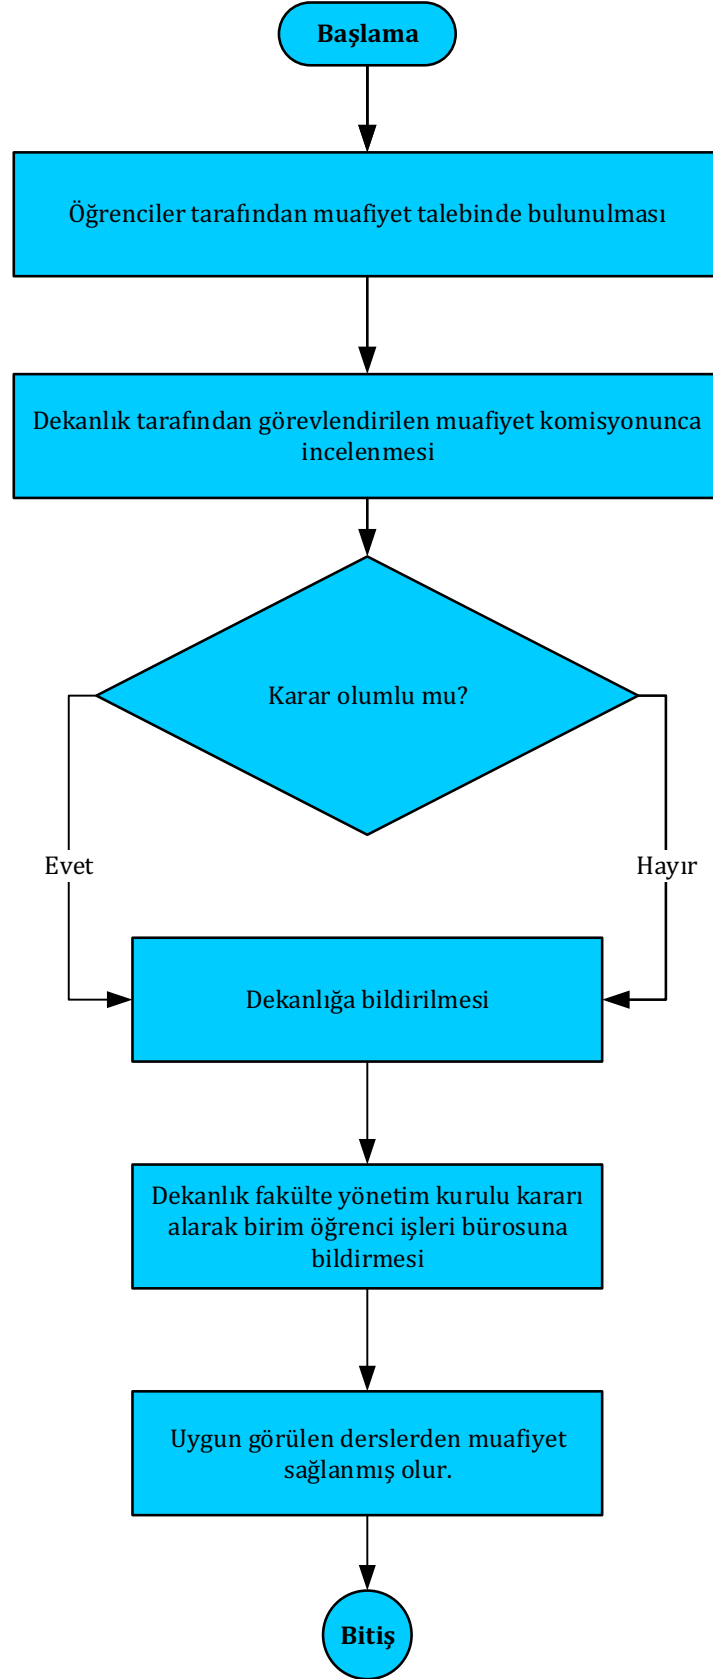 Başlama
Öğrenciler tarafından muafiyet talebinde bulunulması
Dekanlık tarafından görevlendirilen muafiyet komisyonunca
incelenmesi
Karar olumlu mu?
Evet
Hayır
Dekanlığa bildirilmesi
Dekanlık fakülte yönetim kurulu kararı
alarak birim öğrenci işleri bürosuna
bildirmesi
Uygun görülen derslerden muafiyet
sağlanmış olur.
Bitiş